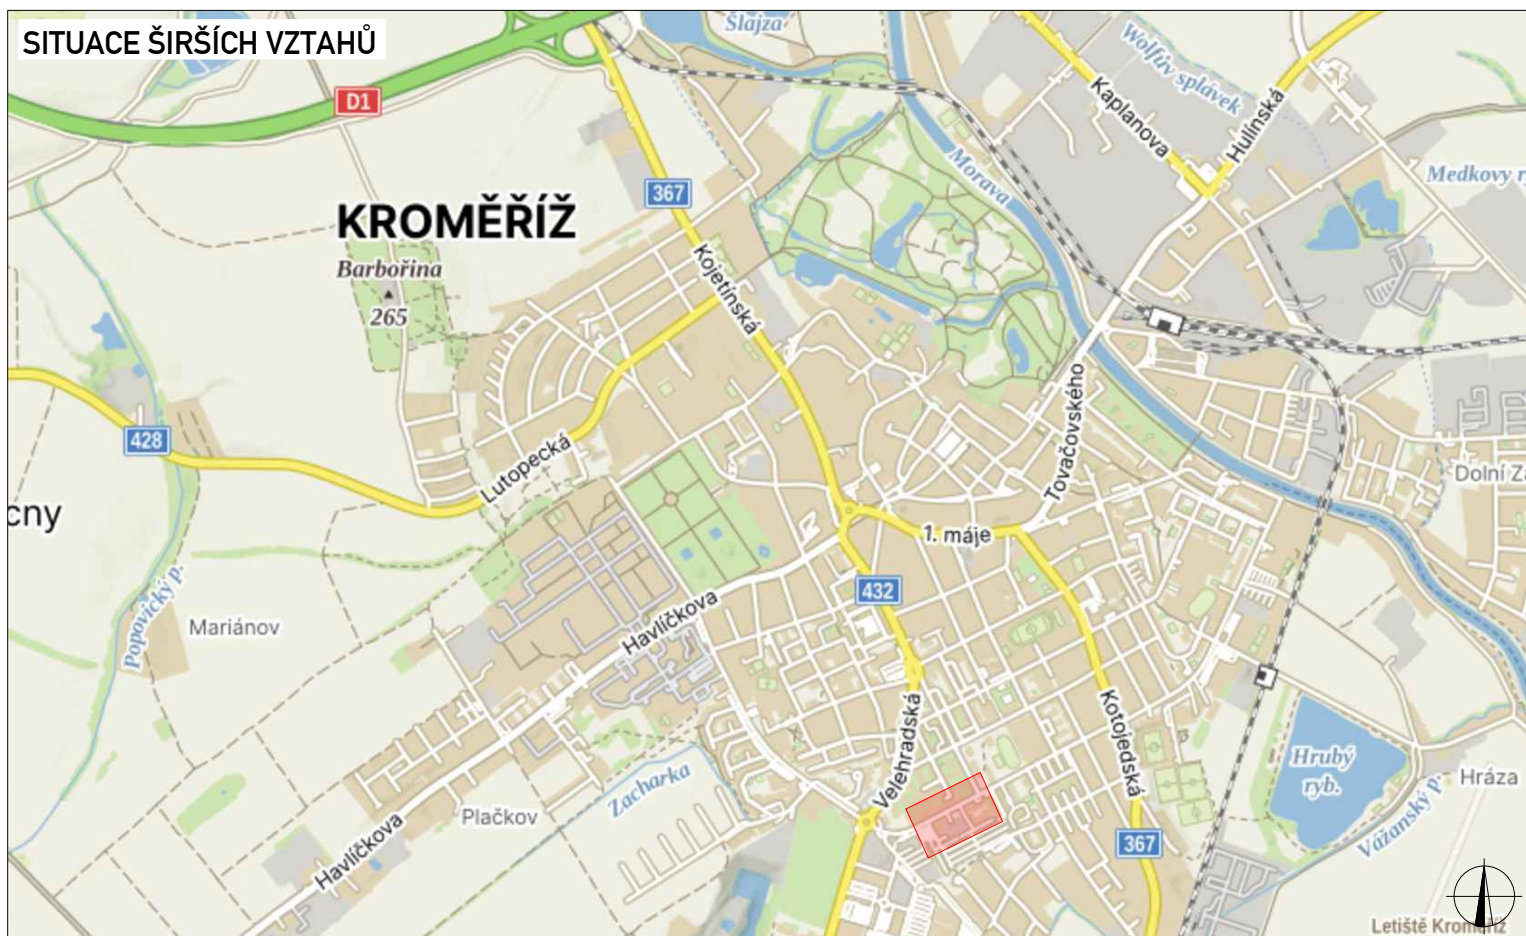 SITUACE ŠIRŠÍCH VZTAHŮ
Šlajza
Wolfův splávek
D1
Kaplanova
Hulínská
Morava
367
Medkovy
KROMĚŘÍŽ
Barbořina
265
Kojetínská
Tovačovského
428
Lutopecká
Dolní
1. máje
432
Popovický p.
Mariánov
Havlíčkova
Velehradská
Kotojedská
Zacharka
Hrubý
ryb.
Hráza
Plačkov
Havlíčkova
367
Vážanský p.
Letiště Kroměříž